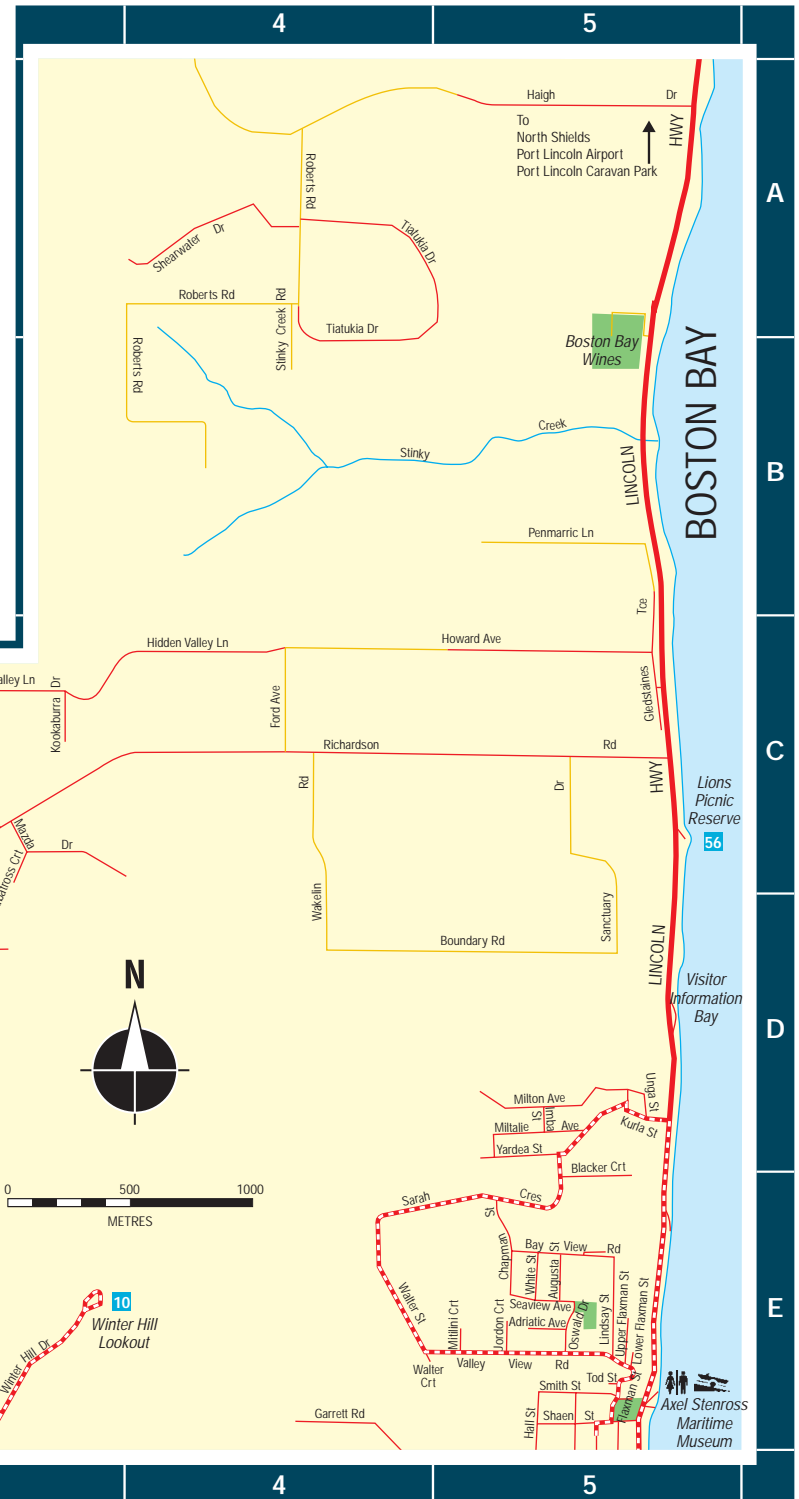 4
5
Haigh Dr
To
North Shields
Port Lincoln Airport
Port Lincoln Caravan Park
HWY
A
Roberts Rd
Shearwater Dr
Tiatukia Dr
Roberts Rd
Stinky Creek Rd
Tiatukia Dr
Roberts Rd
Boston Bay
Wines
BOSTON BAY
Stinky Creek
LINCOLN
B
Penmarric Ln
Tce
Hidden Valley Ln
Howard Ave
alley Ln
Kookaburra Dr
Ford Ave
Gledstaines
Richardson Rd
C
Rd
Dr
HWY
Lions
Picnic
Reserve
56
Mazda Dr
atross Crt
Wakelin
Sanctuary
Boundary Rd
LINCOLN
N
Visitor
Information
Bay
D
Milton Ave
Unga St
Imba
St
Miltalie Ave
Kurla St
Yardea St
Blacker Crt
0 500 1000
METRES
Sarah Cres
Chapman St
Bay View Rd
White St
Augusta St
Walter St
Seaview Ave
Adriatic Ave
Oswald Dr
Lindsay St
Upper Flaxman St
Lower Flaxman St
E
10
Winter Hill
Lookout
Winter Hill Dr
Mitilini Crt
Jordon Crt
Walter
Crt
Valley View Rd
Tod St
Smith St
Flaxman St
Axel Stenross
Maritime
Museum
Garrett Rd
Hall St
Shaen St
4
5